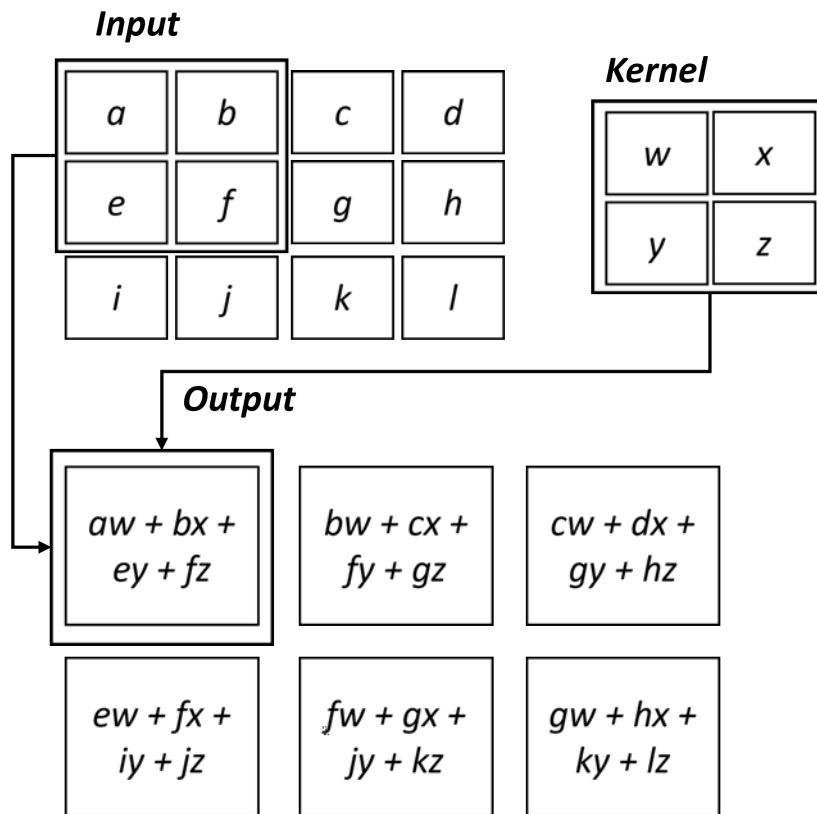 Input
Kernel
a b c d
w x
e f g h
y z
i j k l
Output
aw + bx +
ey + fz
bw + cx +
fy + gz
cw + dx +
gy + hz
ew + fx +
iy + jz
fw + gx +
jy + kz
gw + hx +
ky + lz